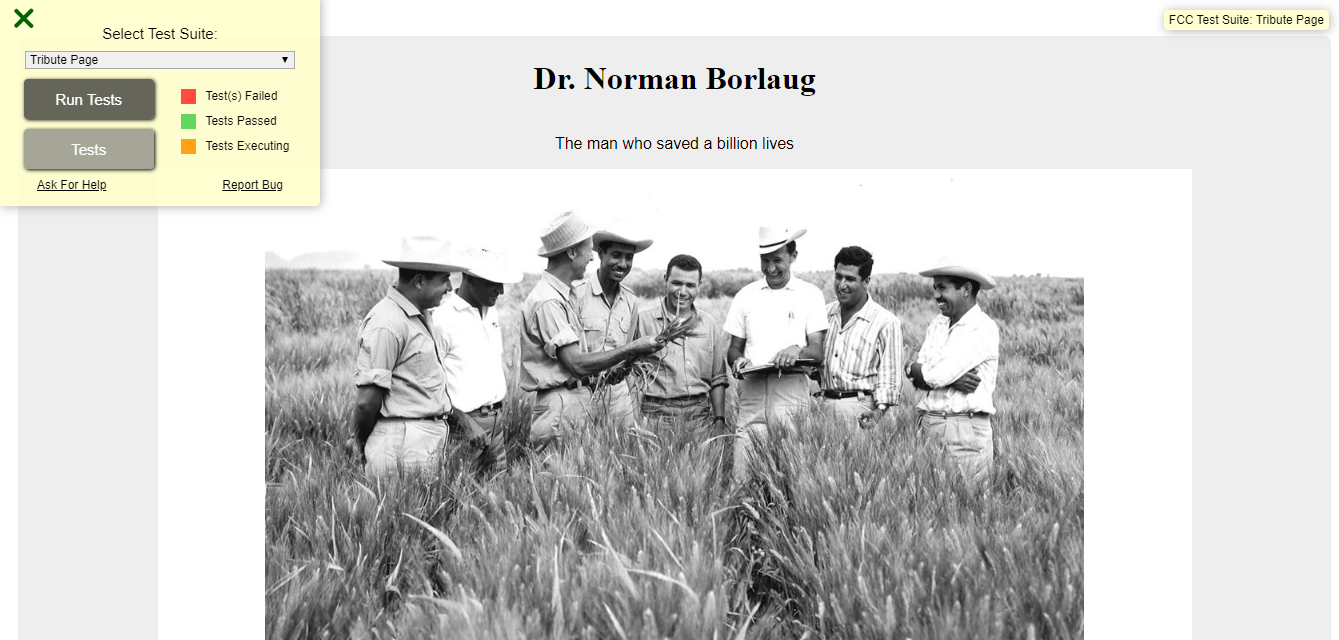 Select Test Suite:
Tribute Page
Run Tests
Tests
Test(s) Failed
Tests Passed
Tests Executing
Ask For Help
Report Bug
FCC Test Suite: Tribute Page
Dr. Norman Borlaug
The man who saved a billion lives